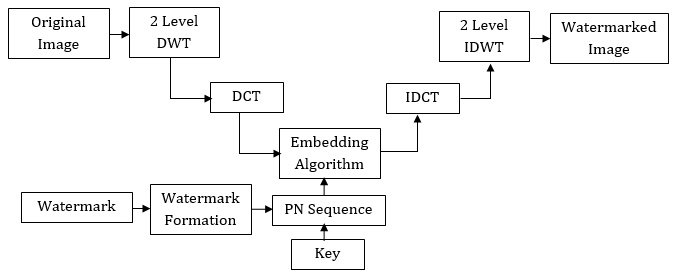 Original
Image
2 Level
DWT
DCT
Embedding
Algorithm
IDCT
2 Level
IDWT
Watermarked
Image
Watermark
Watermark
Formation
PN Sequence
Key